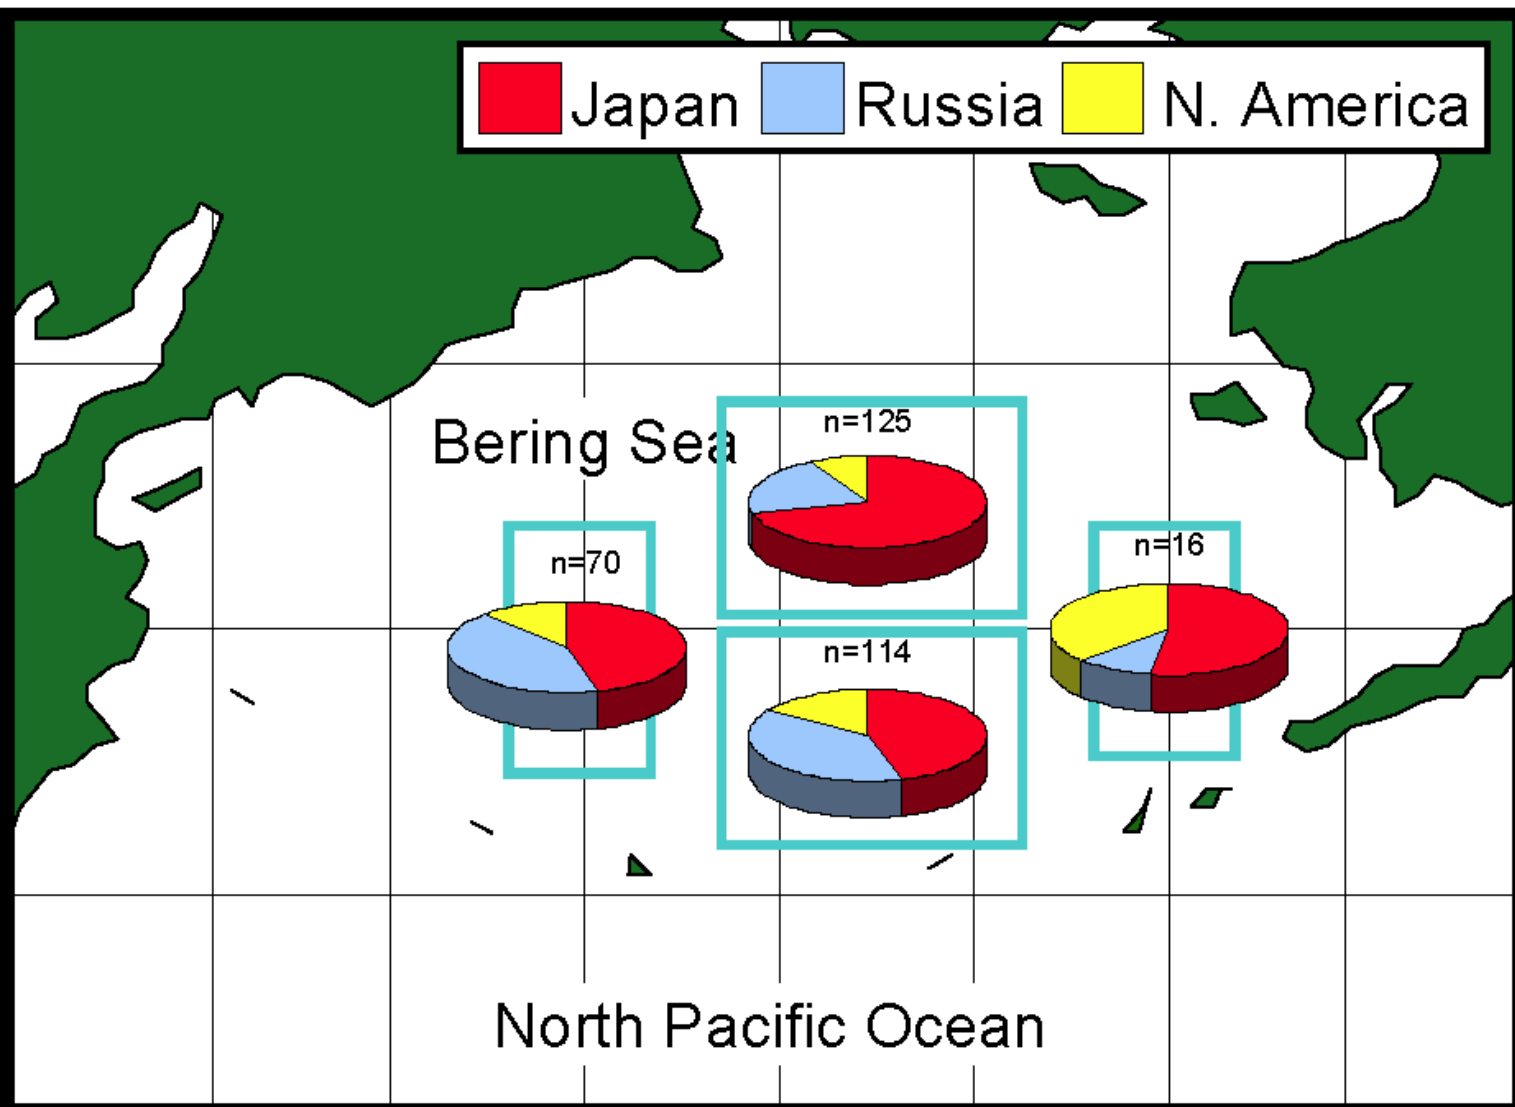 Japan Russia N. America
n=125
Bering Sea
n=70
n=16
n=114
North Pacific Ocean